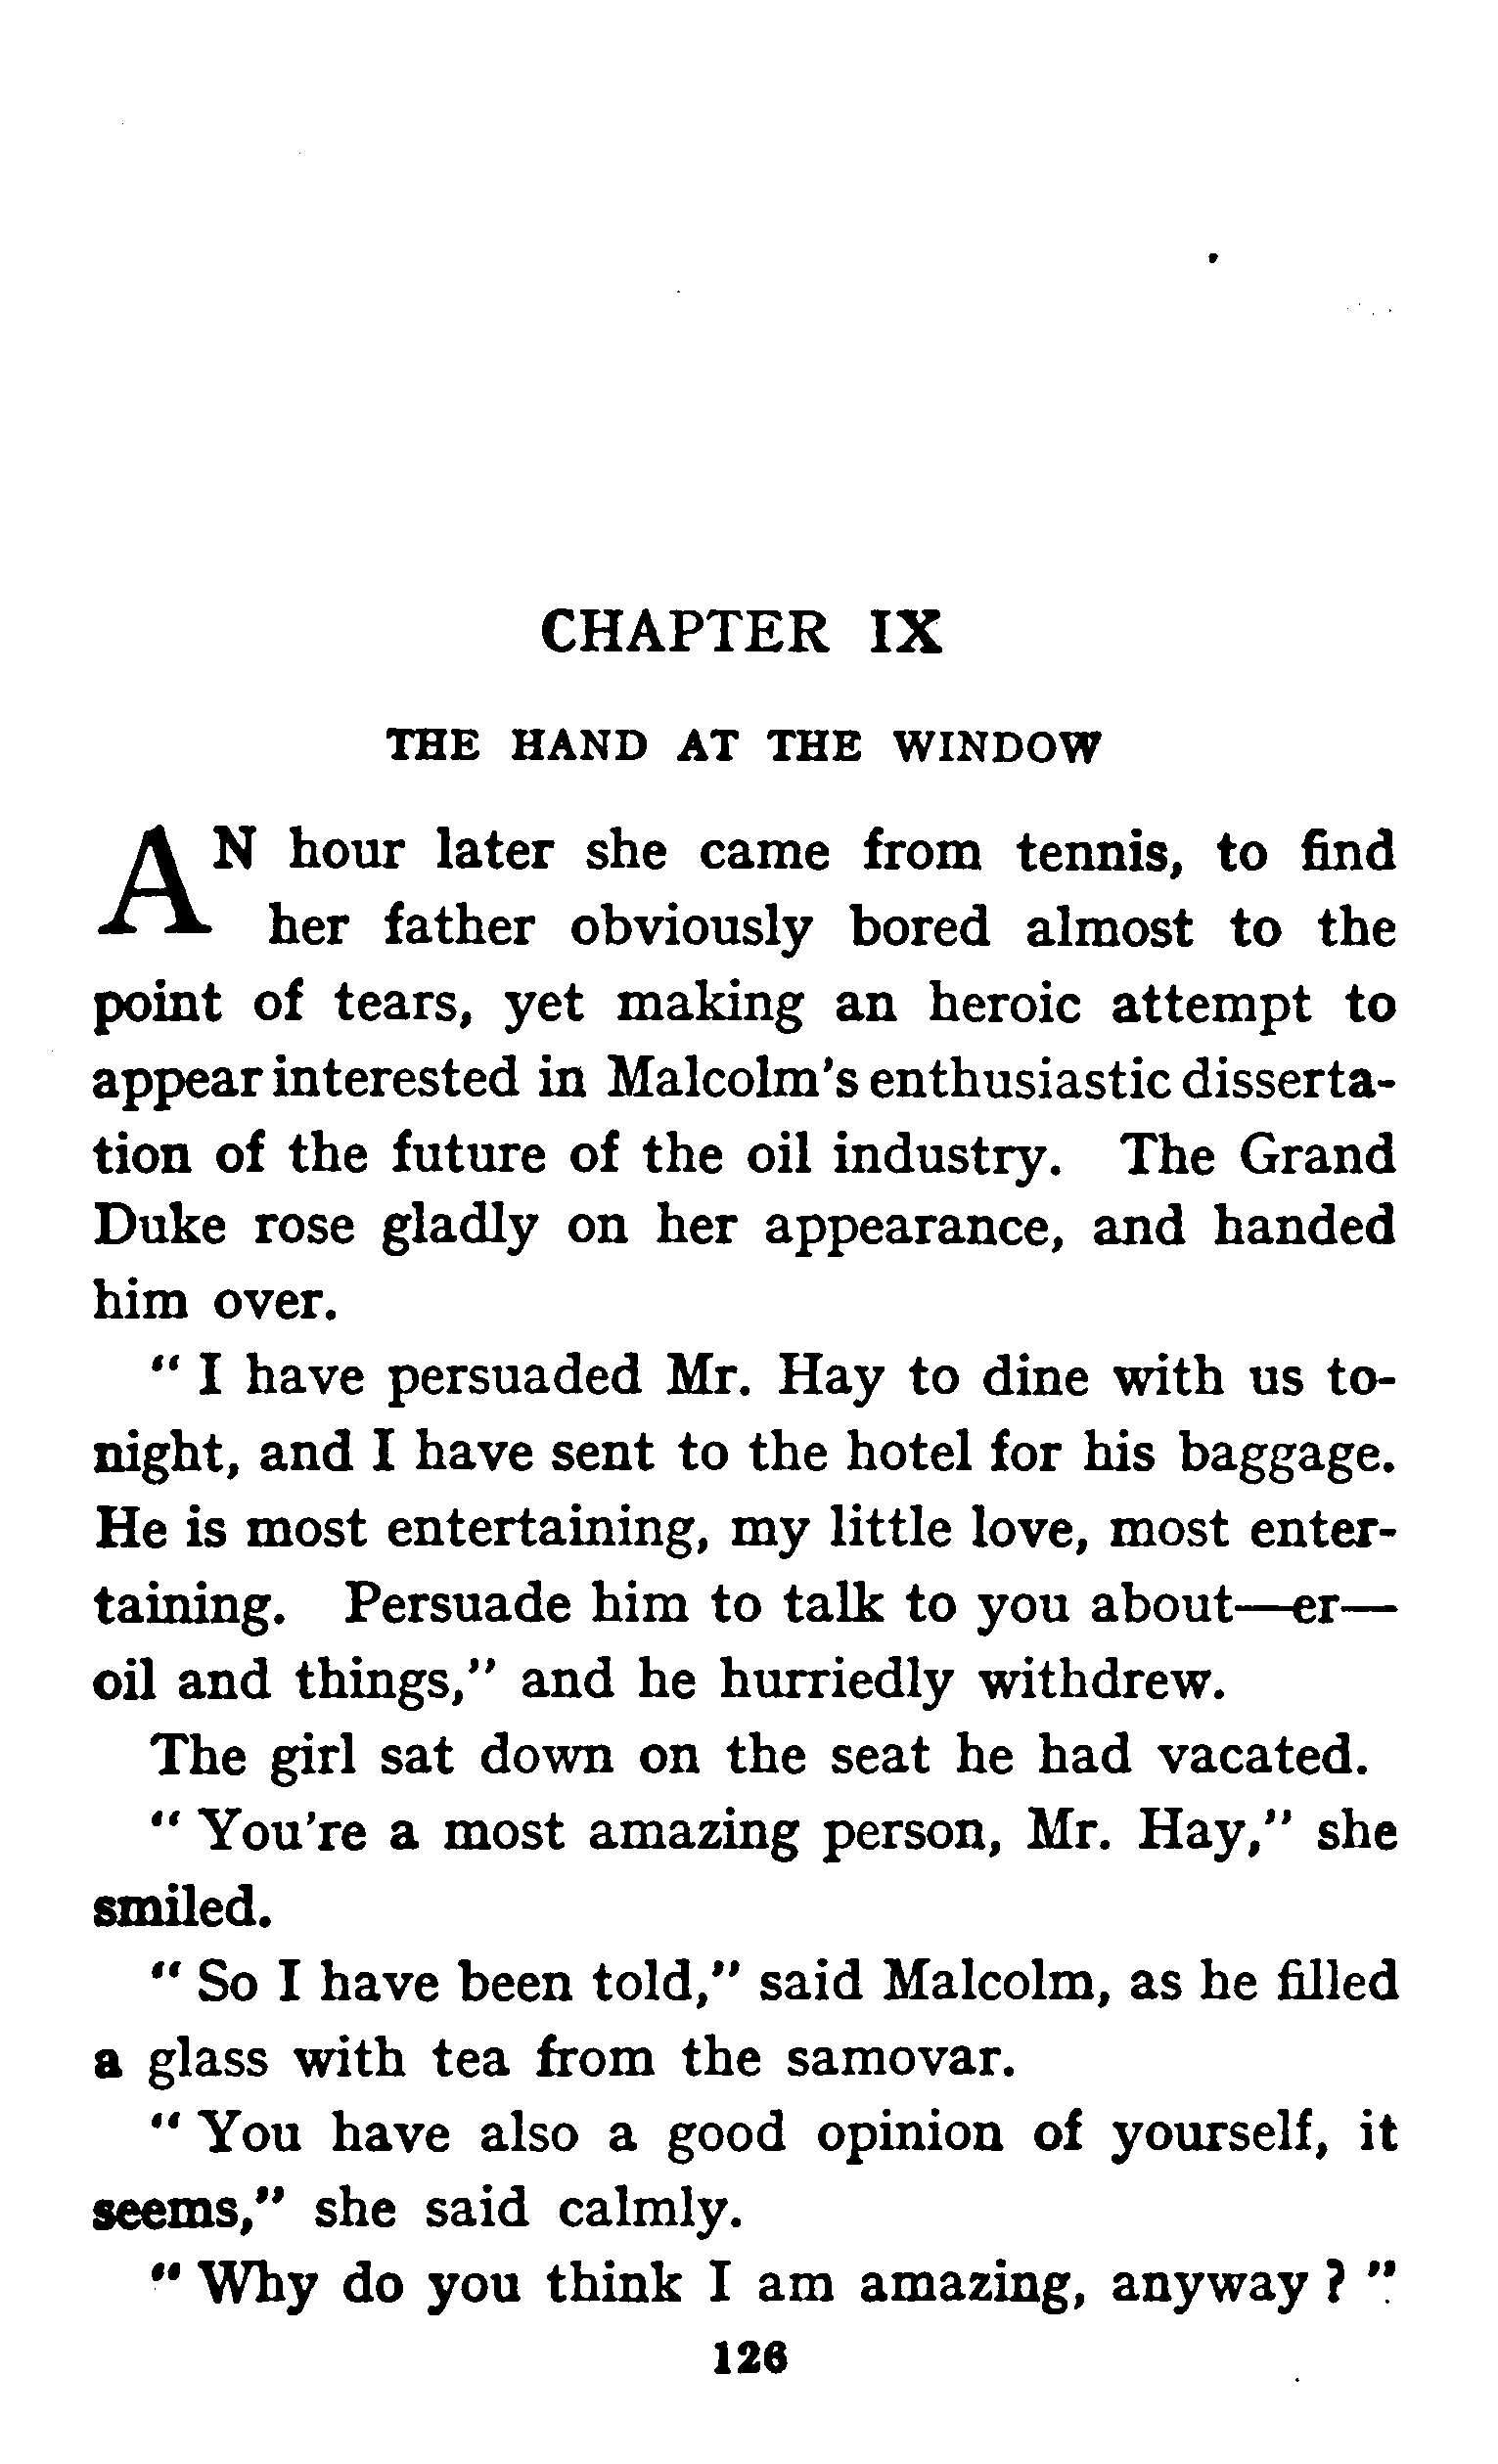 CHAPTER IX
THE HAND AT THE WINDOW
AN hour later she came from tennis, to find
her father obviously bored almost to the
point of tears, yet making an heroic attempt to
appear interested in Malcolm's enthusiastic disserta-
tion of the future of the oil industry. The Grand
Duke rose gladly on her appearance, and handed
him over.
" I have persuaded Mr. Hay to dine with us to-
night, and I have sent to the hotel for his baggage.
He is most entertaining, my little love, most enter-
taining. Persuade him to talk to you about—er—
oil and things," and he hurriedly withdrew.
The girl sat down on the seat he had vacated.
" You're a most amazing person, Mr. Hay," she
smiled.
" So I have been told," said Malcolm, as he filled
a glass with tea from the samovar.
" You have also a good opinion of yourself, it
seems," she said calmly.
" Why do you think I am amazing, anyway ? "
126